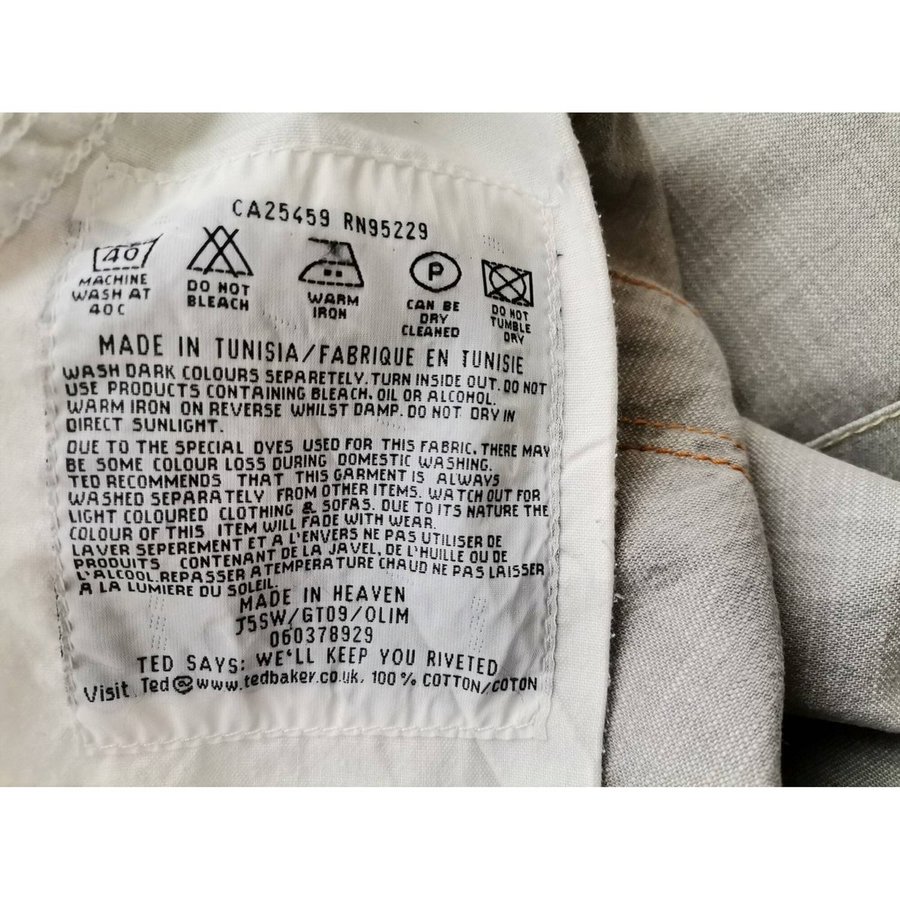 CA25459 RN95229
40
MACHINE
WASH AT
40C
DO NOT
BLEACH
WARM
IRON
P
CAN BE
DRY
CLEANED
DO NOT
TUMBLE
DRY
MADE IN TUNISIA/FABRIQUE EN TUNISIE
WASH DARK COLOURS SEPARETELY. TURN INSIDE OUT. DO NOT
USE PRODUCTS CONTAINING BLEACH, OIL OR ALCOHOL.
WARM IRON ON REVERSE WHILST DAMP. DO NOT DRY IN
DIRECT SUNLIGHT.
DUE TO THE SPECIAL DYES USED FOR THIS FABRIC. THERE MAY
BE SOME COLOUR LOSS DURING DOMESTIC WASHING.
TED RECOMMENDS THAT THIS GARMENT IS ALWAYS
WASHED SEPARATELY FROM OTHER ITEMS. WATCH OUT FOR
LIGHT COLOURED CLOTHING & SOFAS. DUE TO ITS NATURE THE
COLOUR OF THIS ITEM WILL FADE WITH WEAR.
LAVER SEPEREMENT ET A L'ENVERS NE PAS UTILISER DE
PRODUITS CONTENANT DE LA JAVEL, DE L'HUILLE OU DE
L'ALCOOL.REPASSER A TEMPERATURE CHAUD NE PAS LAISSER
A LA LUMIERE DU SOLEIL.
MADE IN HEAVEN
J5SW/GT09/OLIM
060378929
TED SAYS: WE'LL KEEP YOU RIVETED
Visit Ted@www.tedbaker.co.uk. 100% COTTON/COTON